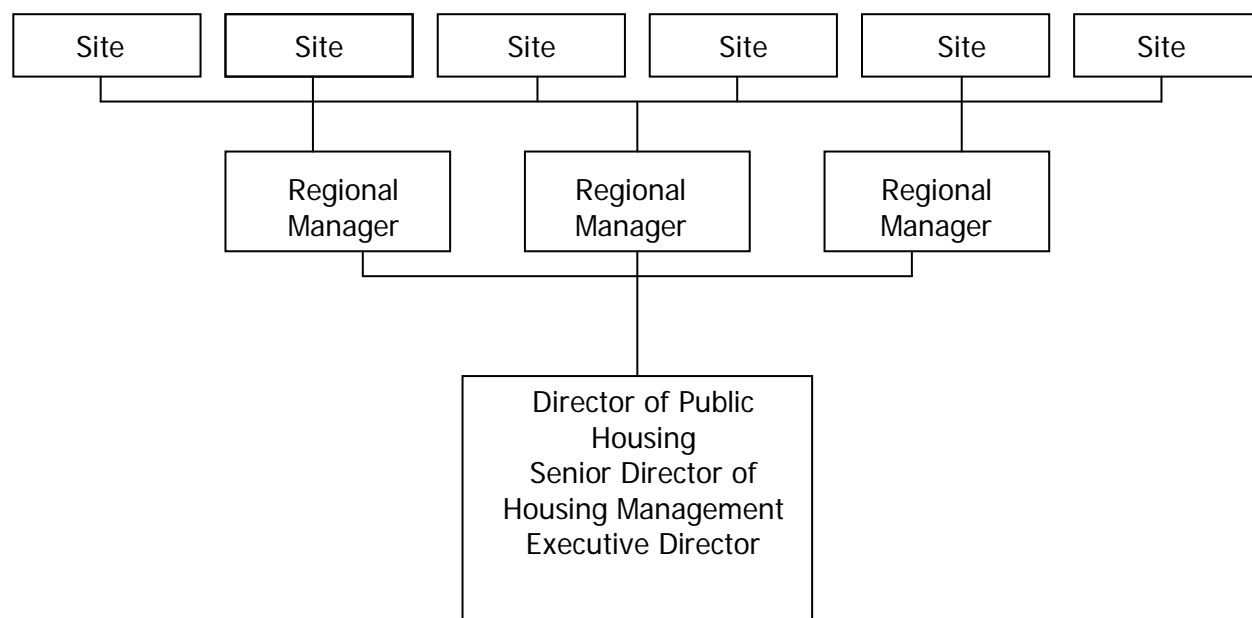 Site
Site
Site
Site
Site
Site
Regional
Manager
Regional
Manager
Regional
Manager
Director of Public
Housing
Senior Director of
Housing Management
Executive Director